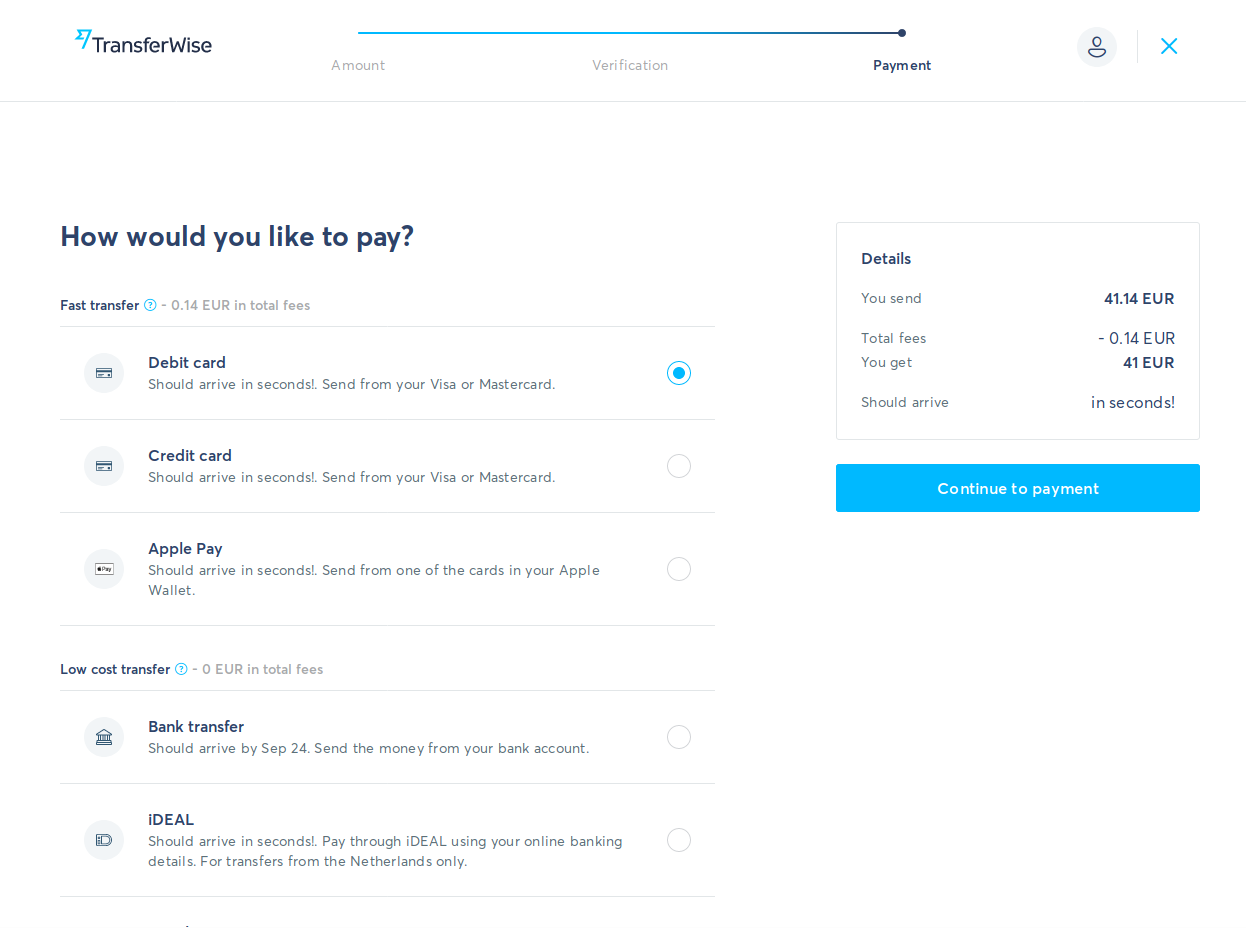 TransferWise
Amount
Verification
Payment
How would you like to pay?
Fast transfer ? - 0.14 EUR in total fees
Debit card
Should arrive in seconds!. Send from your Visa or Mastercard.
Credit card
Should arrive in seconds!. Send from your Visa or Mastercard.
Pay
Apple Pay
Should arrive in seconds!. Send from one of the cards in your Apple
Wallet.
Low cost transfer ? - 0 EUR in total fees
Bank transfer
Should arrive by Sep 24. Send the money from your bank account.
iDEAL
Should arrive in seconds!. Pay through iDEAL using your online banking
details. For transfers from the Netherlands only.
Details
You send 41.14 EUR
Total fees - 0.14 EUR
You get 41 EUR
Should arrive in seconds!
Continue to payment